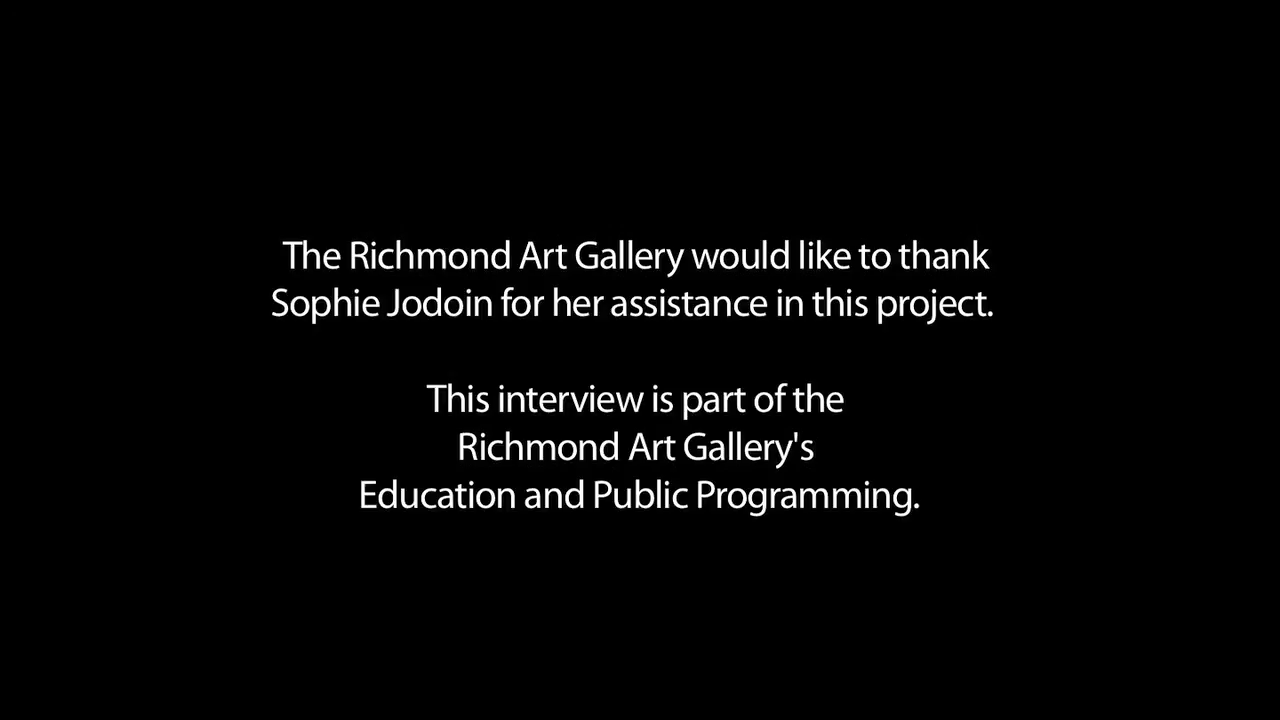 The Richmond Art Gallery would like to thank
Sophie Jodoin for her assistance in this project.
This interview is part of the
Richmond Art Gallery's
Education and Public Programming.